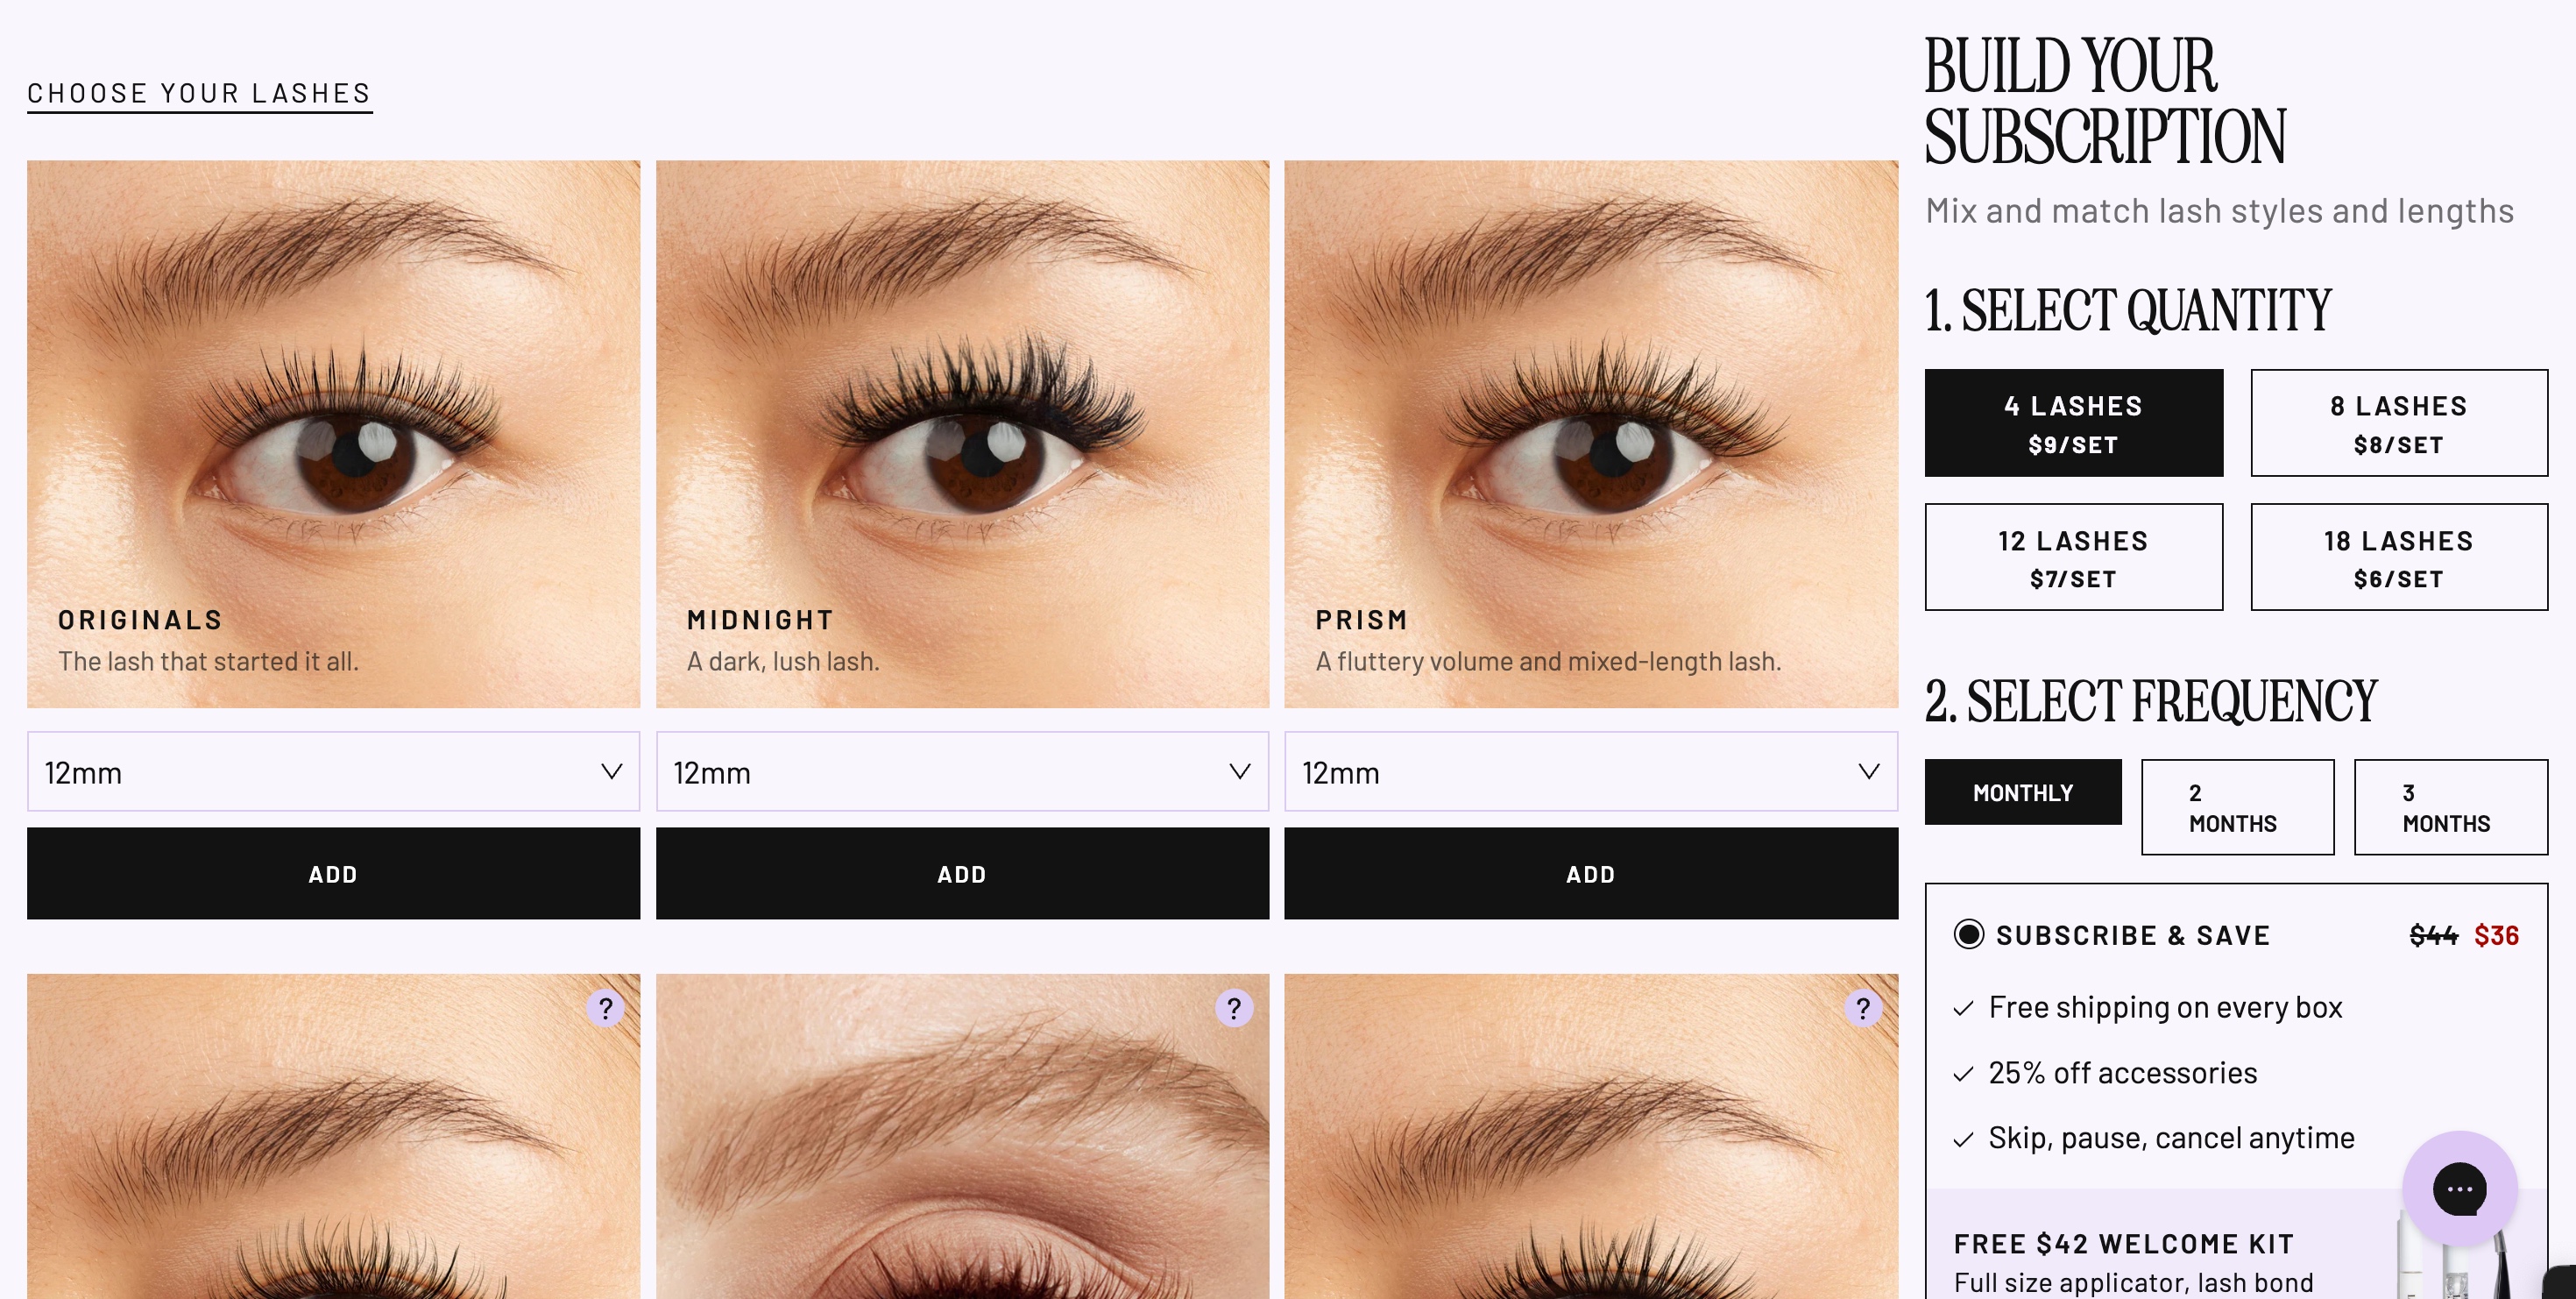 CHOOSE YOUR LASHES
ORIGINALS
The lash that started it all.
12mm
ADD
MIDNIGHT
A dark, lush lash.
12mm
ADD
PRISM
A fluttery volume and mixed-length lash.
12mm
ADD
?
?
?
BUILD YOUR
SUBSCRIPTION
Mix and match lash styles and lengths
1. SELECT QUANTITY
4 LASHES
$9/SET
8 LASHES
$8/SET
12 LASHES
$7/SET
18 LASHES
$6/SET
2. SELECT FREQUENCY
MONTHLY
2
MONTHS
3
MONTHS
SUBSCRIBE & SAVE $44 $36
Free shipping on every box
25% off accessories
Skip, pause, cancel anytime
FREE $42 WELCOME KIT
Full size applicator, lash bond